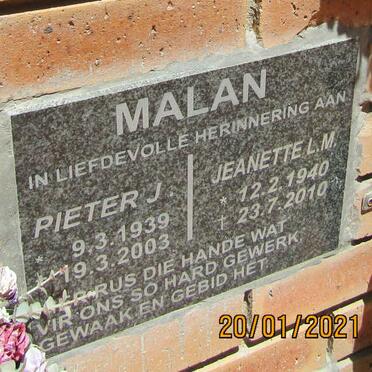 MALAN
IN LIEFDEVOLLE HERINNERING AAN
PIETER J
* 9.3.1939
19.3.2003
JEANETTE L.M.
* 12.2.1940
† 23.7.2010
RUS DIE HANDE WAT
VIR ONS SO HARD GEWERK
GEWAAK EN GEBID HET
20/01/2021